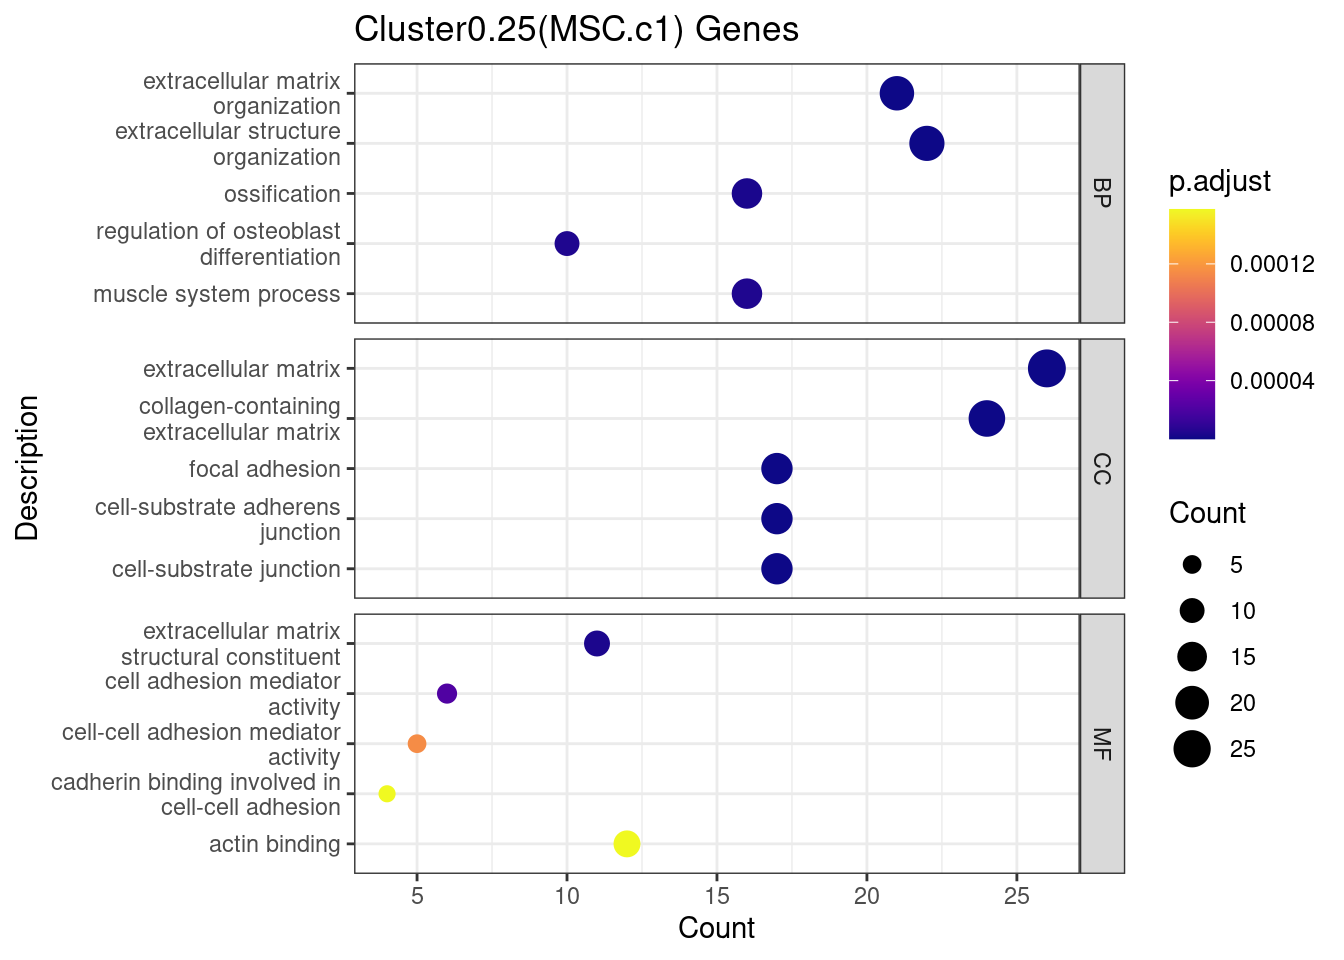 Cluster0.25(MSC.c1) Genes
extracellular matrix
organization
extracellular structure
organization
ossification
regulation of osteoblast
differentiation
muscle system process
BP
extracellular matrix
collagen-containing
extracellular matrix
focal adhesion
cell-substrate adherens
junction
cell-substrate junction
CC
extracellular matrix
structural constituent
cell adhesion mediator
activity
cell-cell adhesion mediator
activity
cadherin binding involved in
cell-cell adhesion
actin binding
MF
5
10
15
20
25
Count
Description
p.adjust
0.00012
0.00008
0.00004
Count
5
10
15
20
25